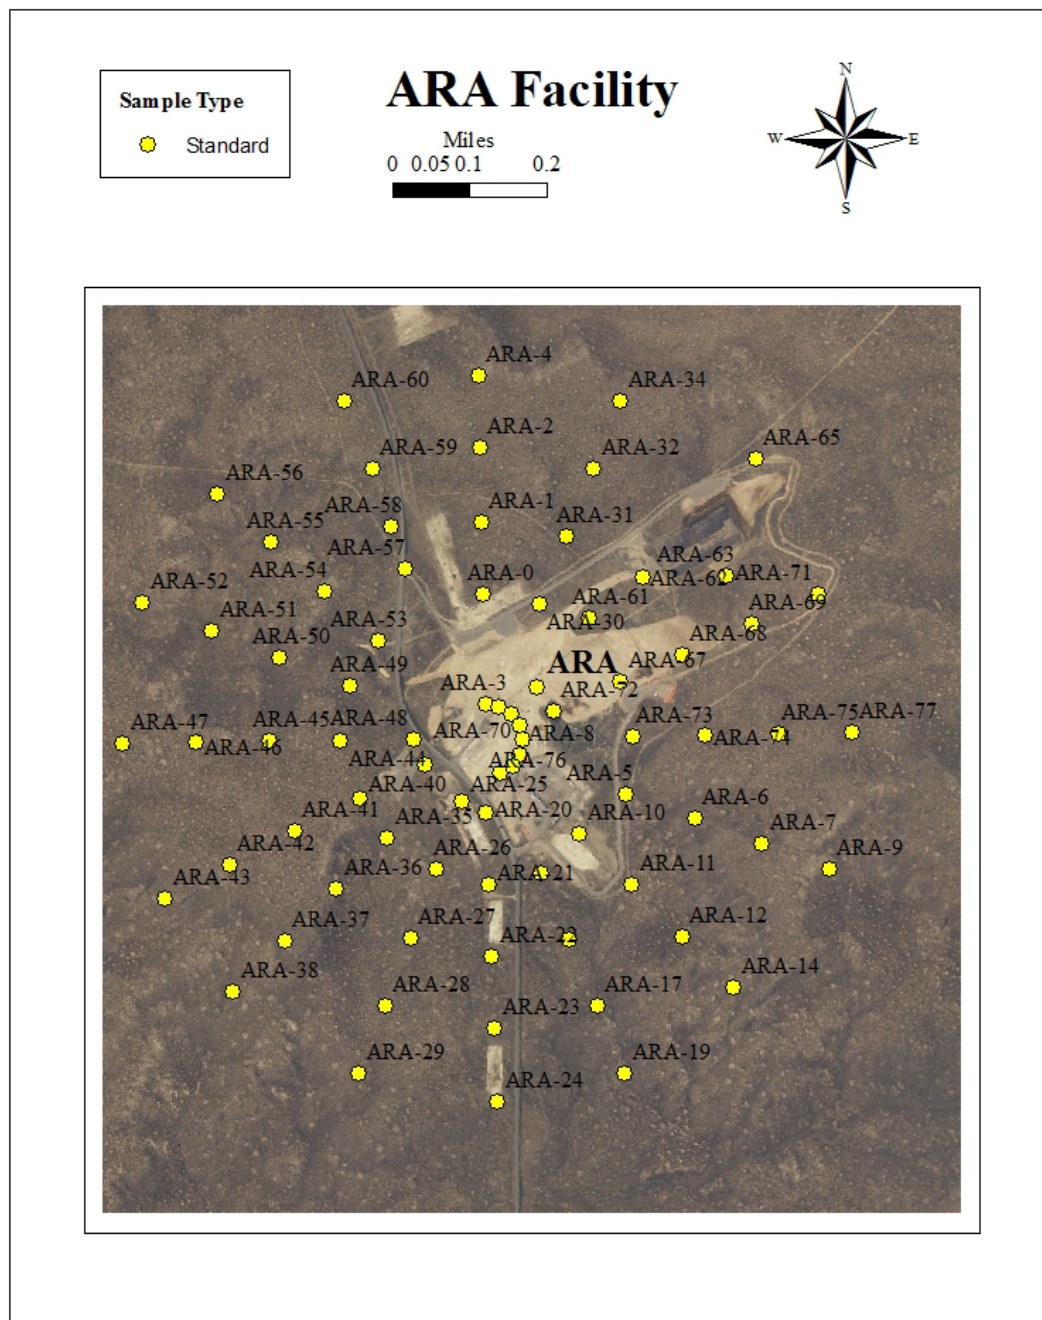 ARA Facility
Sample Type
Standard
Miles
0 0.05 0.1 0.2
N
W E
S
ARA-4
ARA-60
ARA-34
ARA-2
ARA-59
ARA-32
ARA-65
ARA-56
ARA-58
ARA-1
ARA-55
ARA-31
ARA-57
ARA-63
ARA-54
ARA-0
ARA-62
ARA-71
ARA-52
ARA-61
ARA-51
ARA-69
ARA-53
ARA-30
ARA-50
ARA-68
ARA
ARA-49
ARA-67
ARA-3
ARA-72
ARA-47
ARA-45
ARA-48
ARA-73
ARA-75
ARA-77
ARA-46
ARA-70
ARA-8
ARA-74
ARA-44
ARA-76
ARA-40
ARA-25
ARA-5
ARA-41
ARA-35
ARA-20
ARA-10
ARA-6
ARA-42
ARA-26
ARA-7
ARA-43
ARA-36
ARA-21
ARA-11
ARA-9
ARA-37
ARA-27
ARA-22
ARA-12
ARA-38
ARA-28
ARA-23
ARA-17
ARA-14
ARA-29
ARA-19
ARA-24